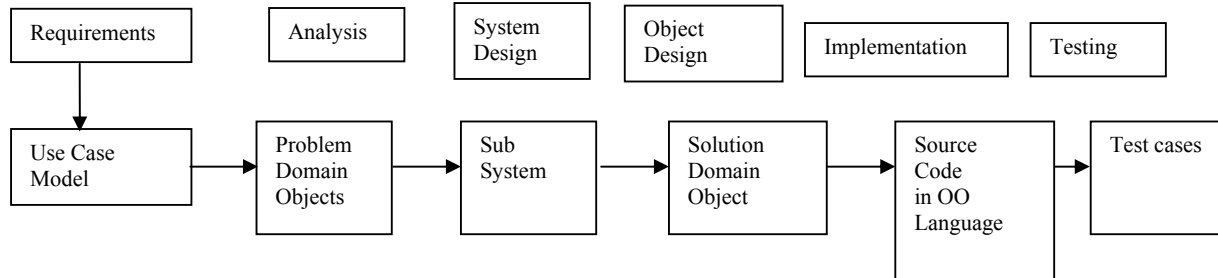 Requirements
Analysis
System
Design
Object
Design
Implementation
Testing
Use Case
Model
Problem
Domain
Objects
Sub
System
Solution
Domain
Object
Source
Code
in OO
Language
Test cases